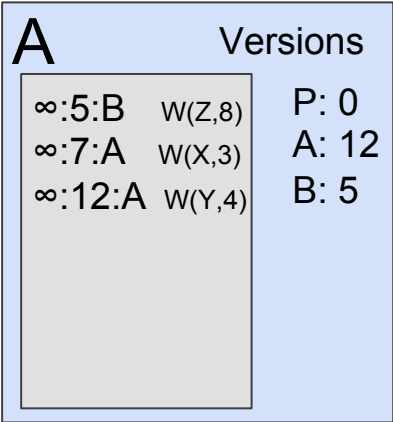 A Versions
∞:5:B W(Z,8) P: 0
∞:7:A W(X,3) A: 12
∞:12:A W(Y,4) B: 5